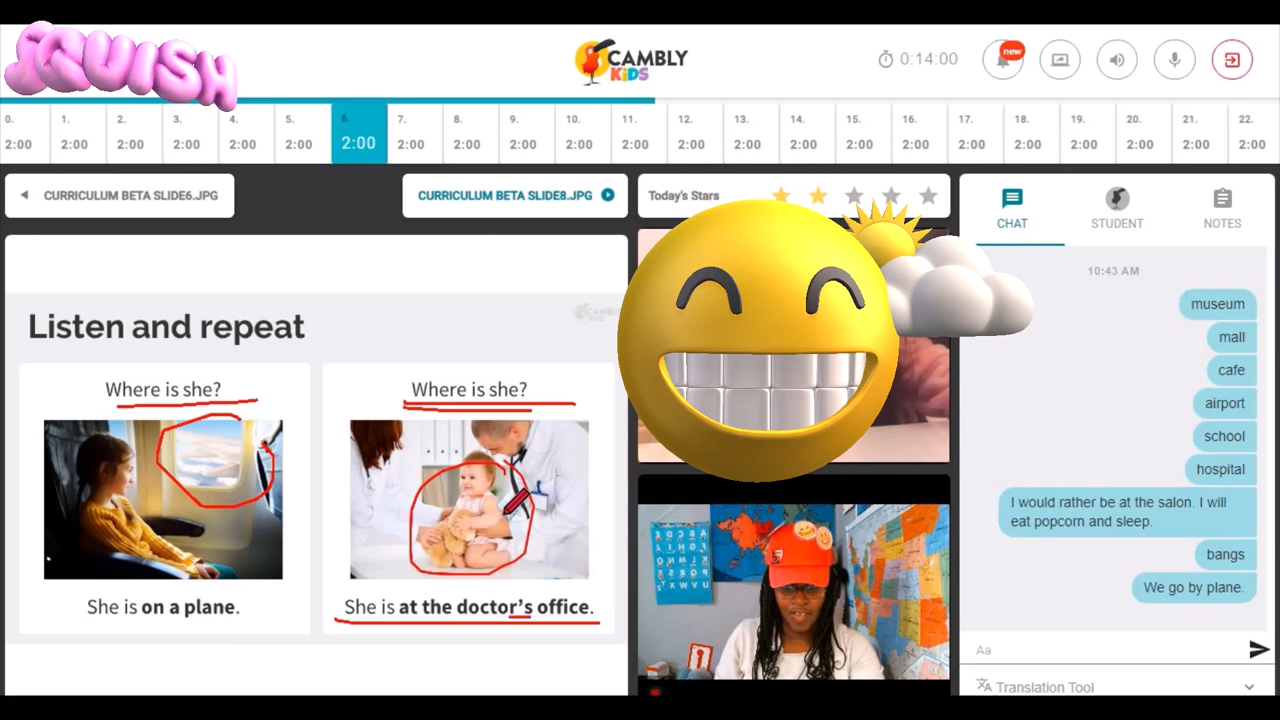 SQUISH
CAMBLY
KIDS
0:14:00
new
0. 1. 2. 3. 4. 5. 6. 7. 8. 9. 10. 11. 12. 13. 14. 15. 16. 17. 18. 19. 20. 21. 22.
2:00 2:00 2:00 2:00 2:00 2:00 2:00 2:00 2:00 2:00 2:00 2:00 2:00 2:00 2:00 2:00 2:00 2:00 2:00 2:00 2:00 2:00 2:00
CURRICULUM BETA SLIDE6.JPG
CURRICULUM BETA SLIDE8.JPG
Today's Stars
Listen and repeat
Where is she?
She is on a plane.
Where is she?
She is at the doctor's office.
CHAT
STUDENT
NOTES
10:43 AM
museum
mall
cafe
airport
school
hospital
I would rather be at the salon. I will
eat popcorn and sleep.
bangs
We go by plane.
Aa
Translation Tool